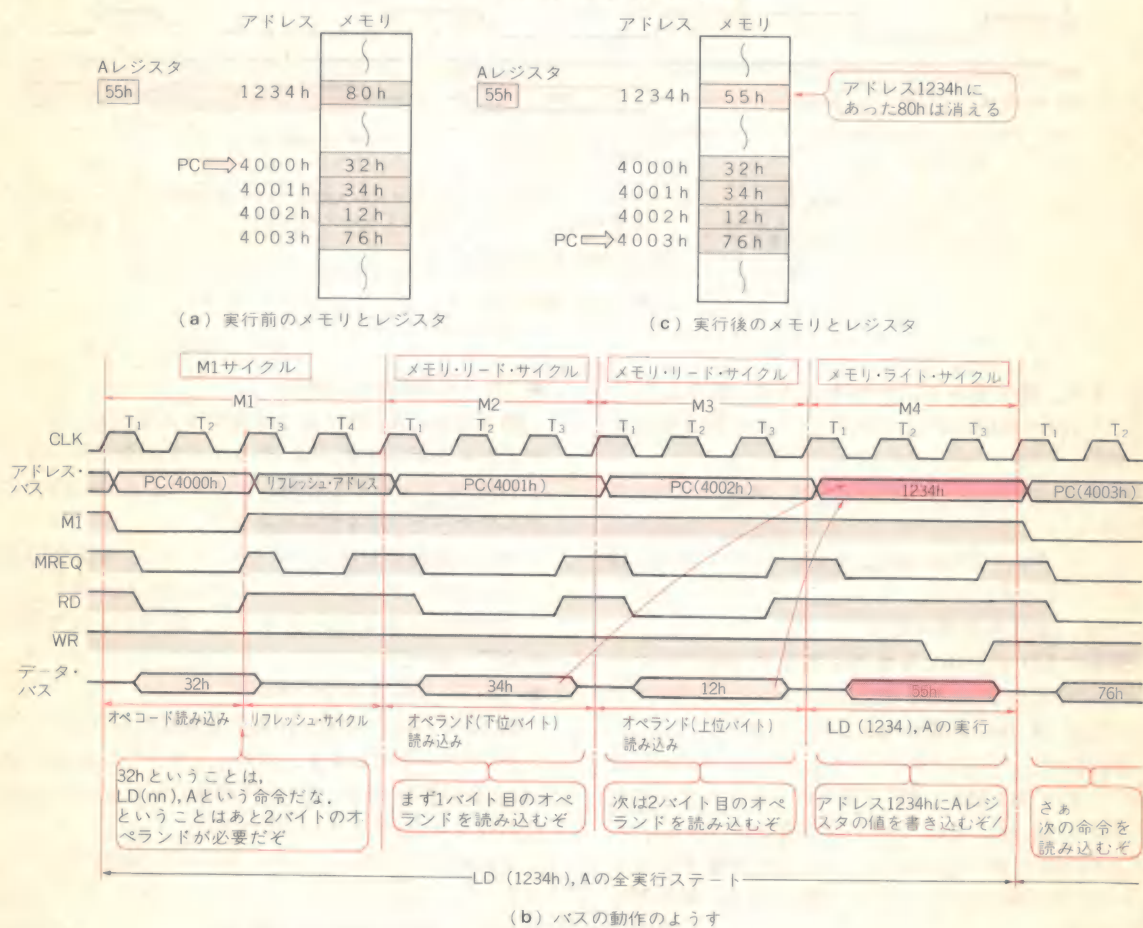 アドレス メモリ
Aレジスタ
55h
1234h 80h
PC⇨4000h 32h
4001h 34h
4002h 12h
4003h 76h
(a) 実行前のメモリとレジスタ
アドレス メモリ
Aレジスタ
55h
1234h 55h
アドレス1234hに
あった80hは消える
4000h 32h
4001h 34h
4002h 12h
PC⇨4003h 76h
(c) 実行後のメモリとレジスタ
M1サイクル メモリ・リード・サイクル メモリ・リード・サイクル メモリ・ライト・サイクル
M1 M2 M3 M4
T₁ T₂ T₃ T₄ T₁ T₂ T₃ T₁ T₂ T₃ T₁ T₂ T₃ T₁ T₂
CLK
アドレス・
バス
PC(4000h) リフレッシュ・アドレス PC(4001h) PC(4002h) 1234h PC(4003h)
M̅1̅
M̅R̅E̅Q̅
R̅D̅
W̅R̅
データ・
バス
32h 34h 12h 55h 76h
オペコード読み込み リフレッシュ・サイクル
オペランド(下位バイト)
読み込み
オペランド(上位バイト)
読み込み
LD (1234),Aの実行
32hということは,
LD(nn),Aという命令だな.
ということはあと2バイトのオ
ペランドが必要だぞ
まず1バイト目のオペ
ランドを読み込むぞ
次は2バイト目のオペ
ランドを読み込むぞ
アドレス1234hにAレジ
スタの値を書き込むぞ!
さぁ
次の命令を
読み込むぞ
LD (1234h),Aの全実行ステート
(b) バスの動作のようす